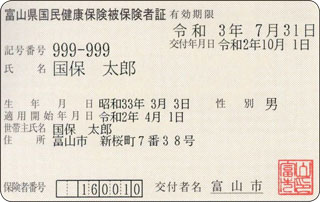 富山県国民健康保険被保険者証 有効期限
令和 3年 7月31日
記号番号 999-999 交付年月日 令和2年10月 1日
氏名 国保 太郎
生年月日 昭和33年 3月 3日 性別 男
適用開始年月日 令和2年 4月 1日
世帯主氏名 国保 太郎
住所 富山市 新桜町7番38号
保険者番号 160010 交付者名 富山市